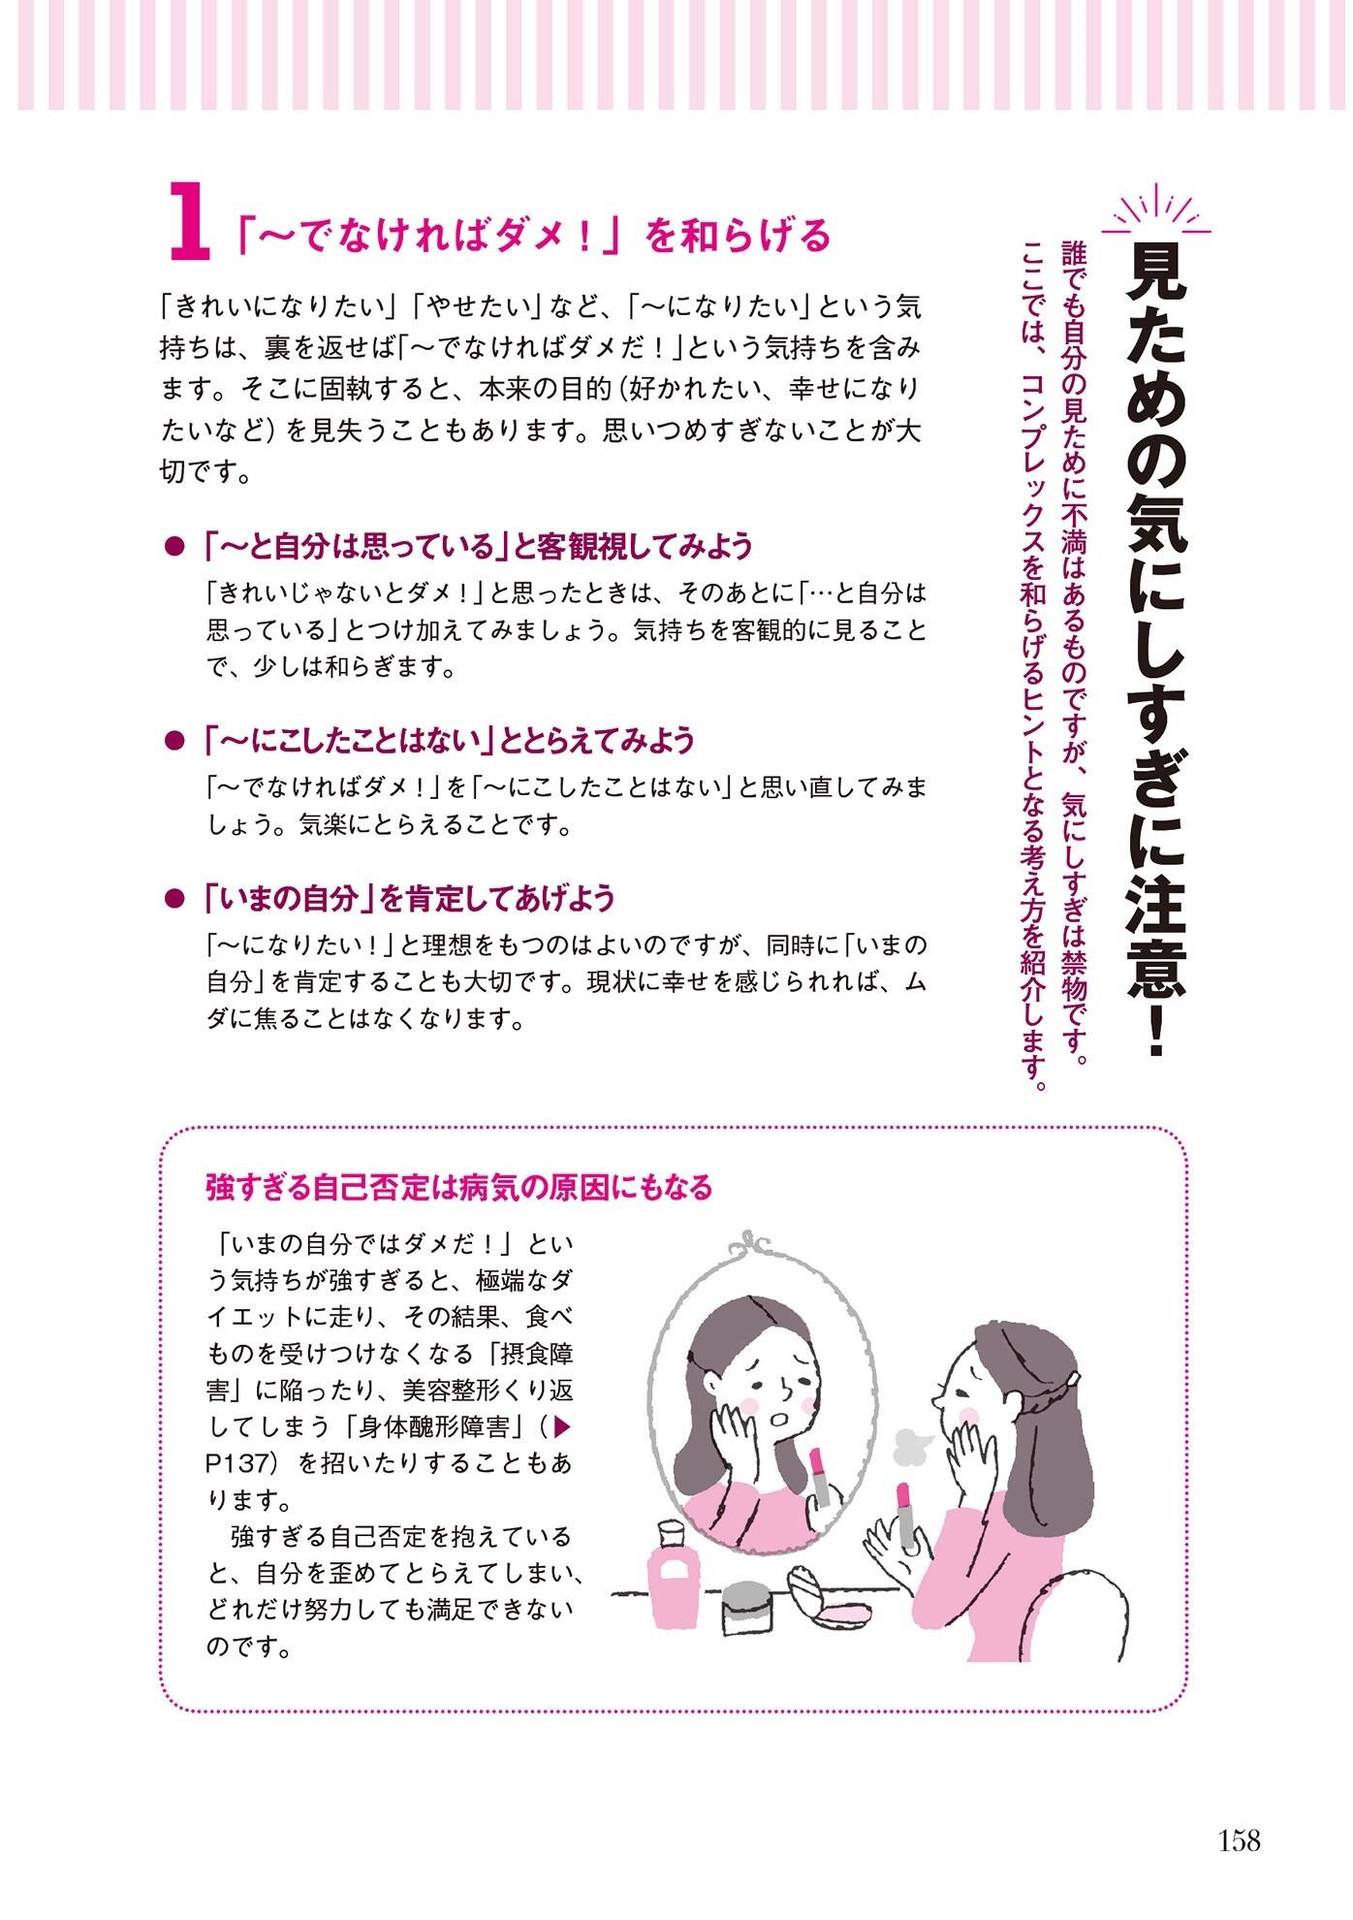 見ための気にしすぎに注意！
誰でも自分の見ために不満はあるものですが、気にしすぎは禁物です。
ここでは、コンプレックスを和らげるヒントとなる考え方を紹介します。
1 「～でなければダメ！」を和らげる
「きれいになりたい」「やせたい」など、「～になりたい」という気
持ちは、裏を返せば「～でなければダメだ！」という気持ちを含み
ます。そこに固執すると、本来の目的（好かれたい、幸せになり
たいなど）を見失うこともあります。思いつめすぎないことが大
切です。
● 「～と自分は思っている」と客観視してみよう
「きれいじゃないとダメ！」と思ったときは、そのあとに「…と自分は
思っている」とつけ加えてみましょう。気持ちを客観的に見ること
で、少しは和らぎます。
● 「～にこしたことはない」ととらえてみよう
「～でなければダメ！」を「～にこしたことはない」と思い直してみま
しょう。気楽にとらえることです。
● 「いまの自分」を肯定してあげよう
「～になりたい！」と理想をもつのはよいのですが、同時に「いまの
自分」を肯定することも大切です。現状に幸せを感じられれば、ム
ダに焦ることはなくなります。
強すぎる自己否定は病気の原因にもなる
「いまの自分ではダメだ！」とい
う気持ちが強すぎると、極端なダ
イエットに走り、その結果、食べ
ものを受けつけなくなる「摂食障
害」に陥ったり、美容整形くり返
してしまう「身体醜形障害」（▶
P137）を招いたりすることもあ
ります。
強すぎる自己否定を抱えている
と、自分を歪めてとらえてしまい、
どれだけ努力しても満足できない
のです。
158